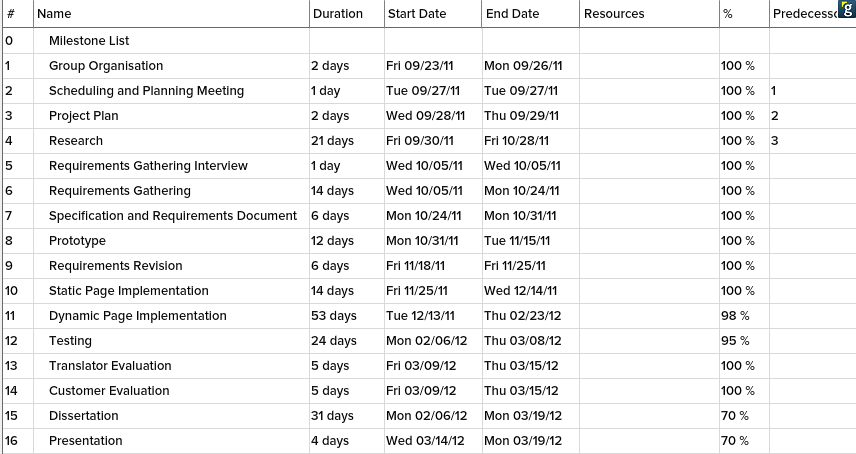 # Name Duration Start Date End Date Resources % Predecesso
g
0 Milestone List
1 Group Organisation 2 days Fri 09/23/11 Mon 09/26/11 100 %
2 Scheduling and Planning Meeting 1 day Tue 09/27/11 Tue 09/27/11 100 % 1
3 Project Plan 2 days Wed 09/28/11 Thu 09/29/11 100 % 2
4 Research 21 days Fri 09/30/11 Fri 10/28/11 100 % 3
5 Requirements Gathering Interview 1 day Wed 10/05/11 Wed 10/05/11 100 %
6 Requirements Gathering 14 days Wed 10/05/11 Mon 10/24/11 100 %
7 Specification and Requirements Document 6 days Mon 10/24/11 Mon 10/31/11 100 %
8 Prototype 12 days Mon 10/31/11 Tue 11/15/11 100 %
9 Requirements Revision 6 days Fri 11/18/11 Fri 11/25/11 100 %
10 Static Page Implementation 14 days Fri 11/25/11 Wed 12/14/11 100 %
11 Dynamic Page Implementation 53 days Tue 12/13/11 Thu 02/23/12 98 %
12 Testing 24 days Mon 02/06/12 Thu 03/08/12 95 %
13 Translator Evaluation 5 days Fri 03/09/12 Thu 03/15/12 100 %
14 Customer Evaluation 5 days Fri 03/09/12 Thu 03/15/12 100 %
15 Dissertation 31 days Mon 02/06/12 Mon 03/19/12 70 %
16 Presentation 4 days Wed 03/14/12 Mon 03/19/12 70 %